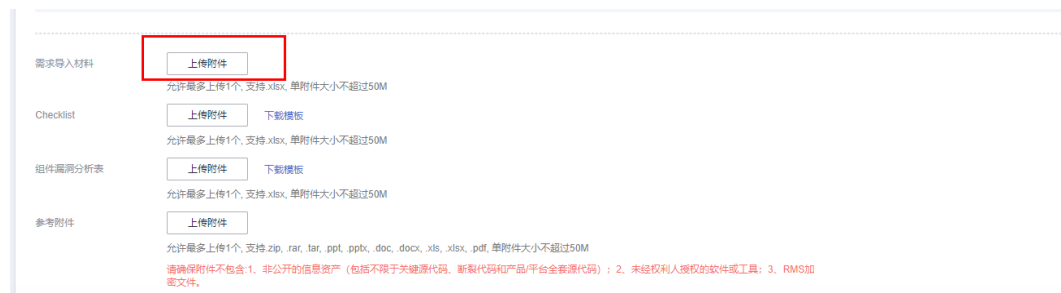 需求导入材料 上传附件
允许最多上传1个, 支持.xlsx, 单附件大小不超过50M
Checklist 上传附件 下载模板
允许最多上传1个, 支持.xlsx, 单附件大小不超过50M
组件漏洞分析表 上传附件 下载模板
允许最多上传1个, 支持.xlsx, 单附件大小不超过50M
参考附件 上传附件
允许最多上传1个, 支持.zip, .rar, .tar, .ppt, .pptx, .doc, .docx, .xls, .xlsx, .pdf, 单附件大小不超过50M
请确保附件不包含:1、非公开的信息资产（包括不限于关键源代码、断裂代码和产品/平台全套源代码）; 2、未经权利人授权的软件或工具; 3、RMS加
密文件。